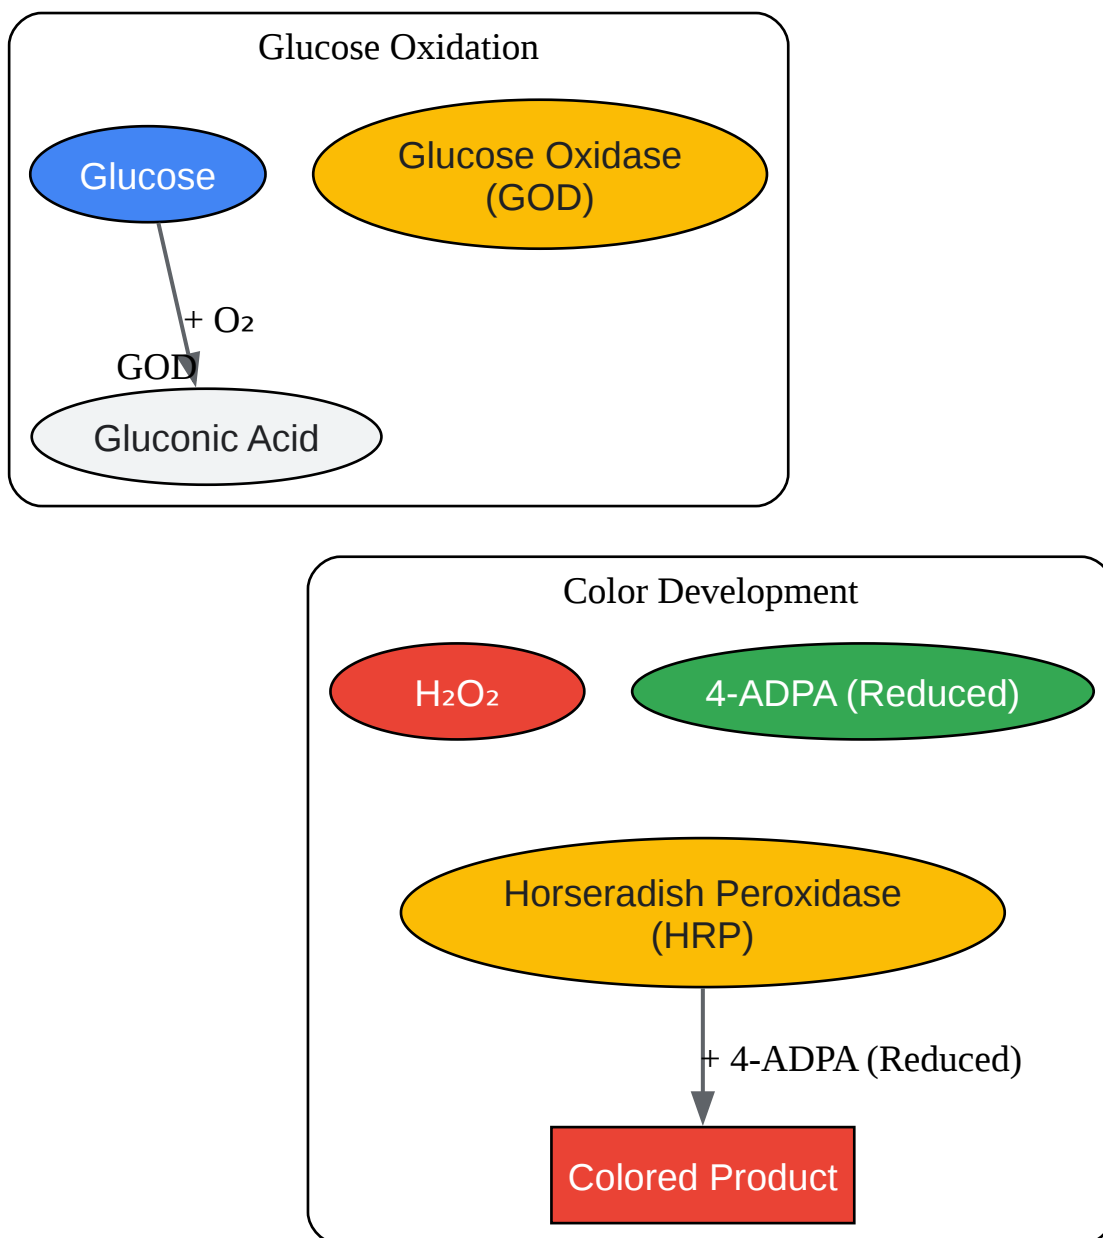 Glucose Oxidation
Glucose
Glucose Oxidase
(GOD)
+ O₂
GOD
Gluconic Acid
Color Development
H₂O₂
4-ADPA (Reduced)
Horseradish Peroxidase
(HRP)
+ 4-ADPA (Reduced)
Colored Product